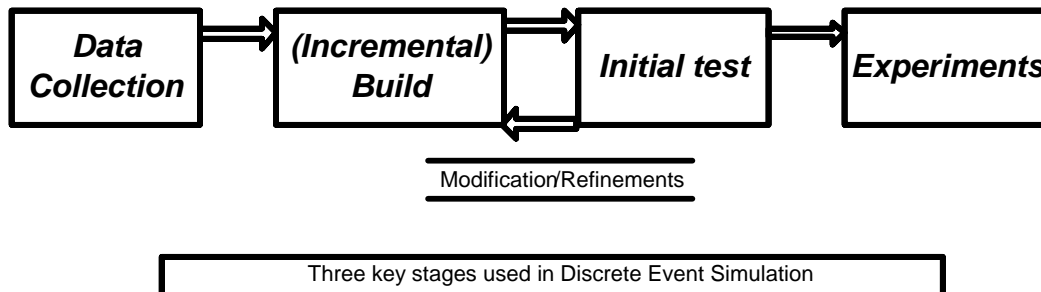 Data
Collection
(Incremental)
Build
Initial test
Experiments
Modification/Refinements
Three key stages used in Discrete Event Simulation